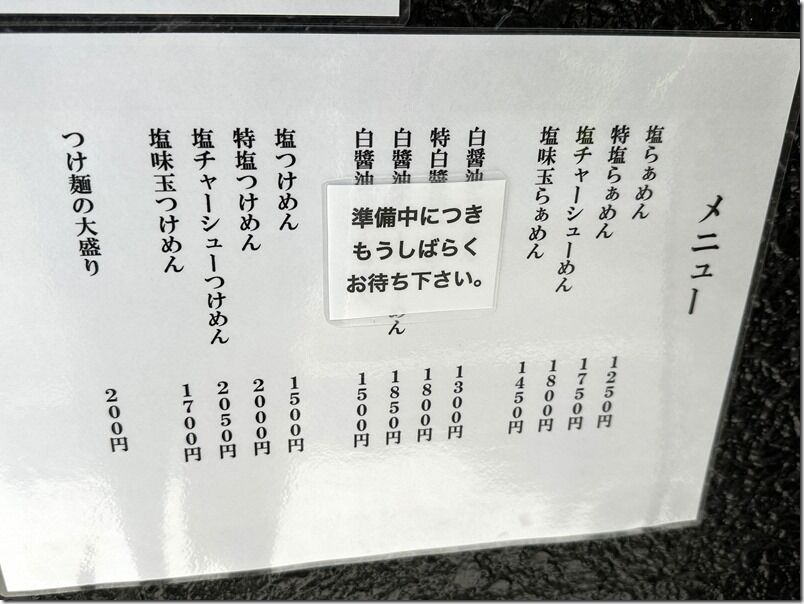 メニュー
塩らぁめん 1250円
特塩らぁめん 1750円
塩チャーシューめん 1800円
塩味玉らぁめん 1450円
白醤油 1300円
特白醬 1800円
白醬油 めん 1850円
白醬油 1500円
準備中につき
もうしばらく
お待ち下さい。
塩つけめん 1500円
特塩つけめん 2000円
塩チャーシューつけめん 2050円
塩味玉つけめん 1700円
つけ麺の大盛り 200円